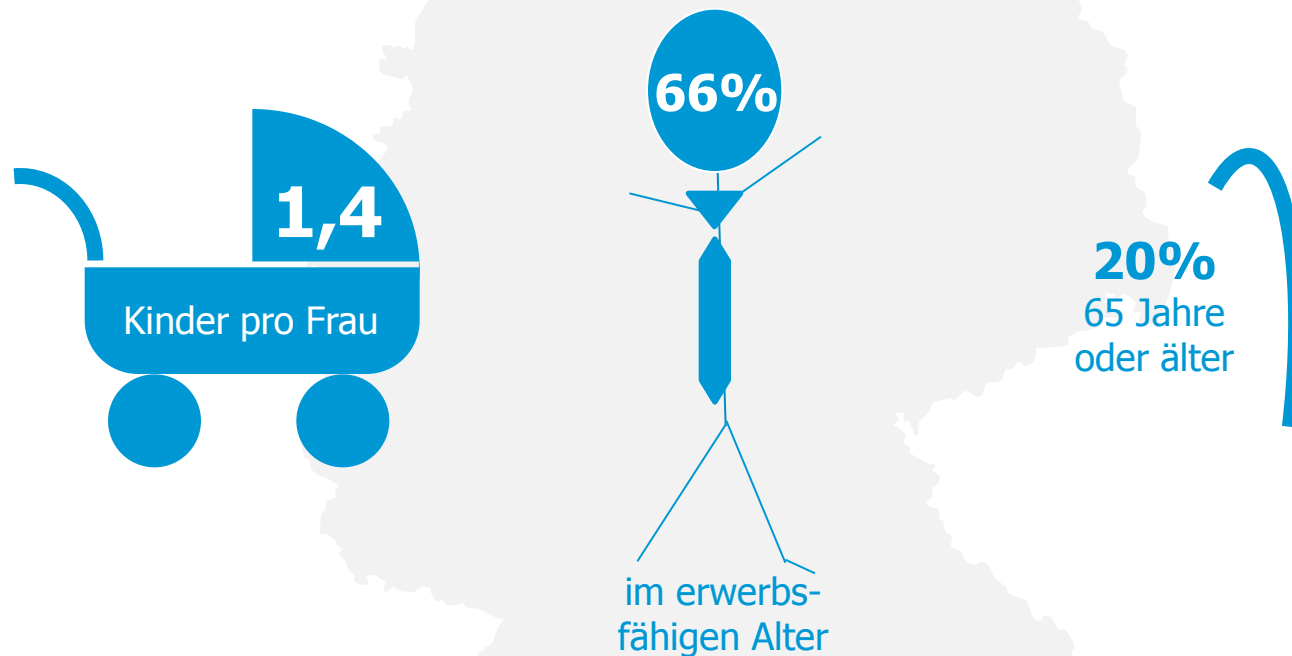 1,4
Kinder pro Frau
66%
im erwerbs-
fähigen Alter
20%
65 Jahre
oder älter